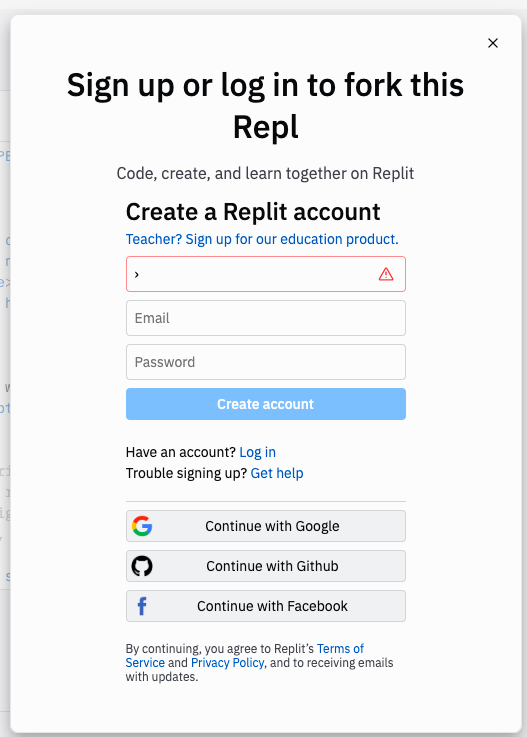 Sign up or log in to fork this
Repl
Code, create, and learn together on Replit
Create a Replit account
Teacher? Sign up for our education product.
›
Email
Password
Create account
Have an account? Log in
Trouble signing up? Get help
Continue with Google
Continue with Github
Continue with Facebook
By continuing, you agree to Replit's Terms of
Service and Privacy Policy, and to receiving emails
with updates.